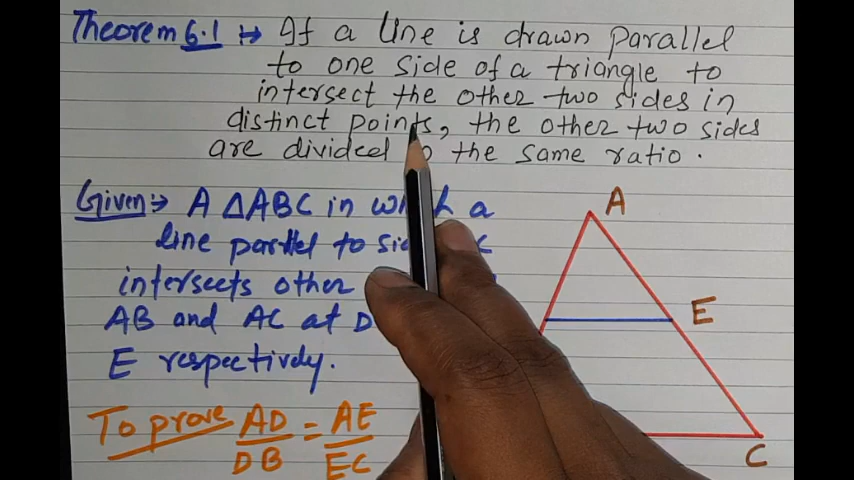 Theorem 6.1 :→ If a line is drawn parallel
to one side of a triangle to
intersect the other two sides in
distinct points, the other two sides
are divided the same ratio.
Given :→ A ΔABC in a
line parllel to
intersects other
AB and AC at D
E respectively.
To prove AD/DB = AE/EC
A
E
C